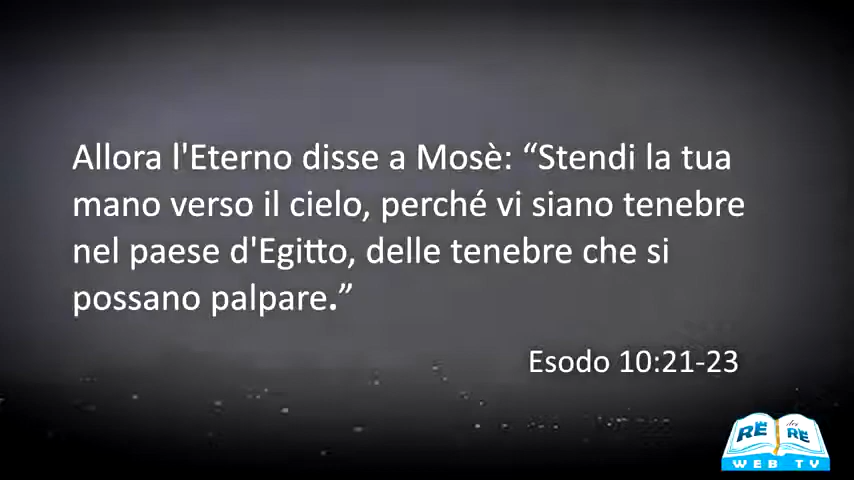 Allora l'Eterno disse a Mosè: “Stendi la tua
mano verso il cielo, perché vi siano tenebre
nel paese d'Egitto, delle tenebre che si
possano palpare.”
Esodo 10:21-23
RE dei RE
WEB TV